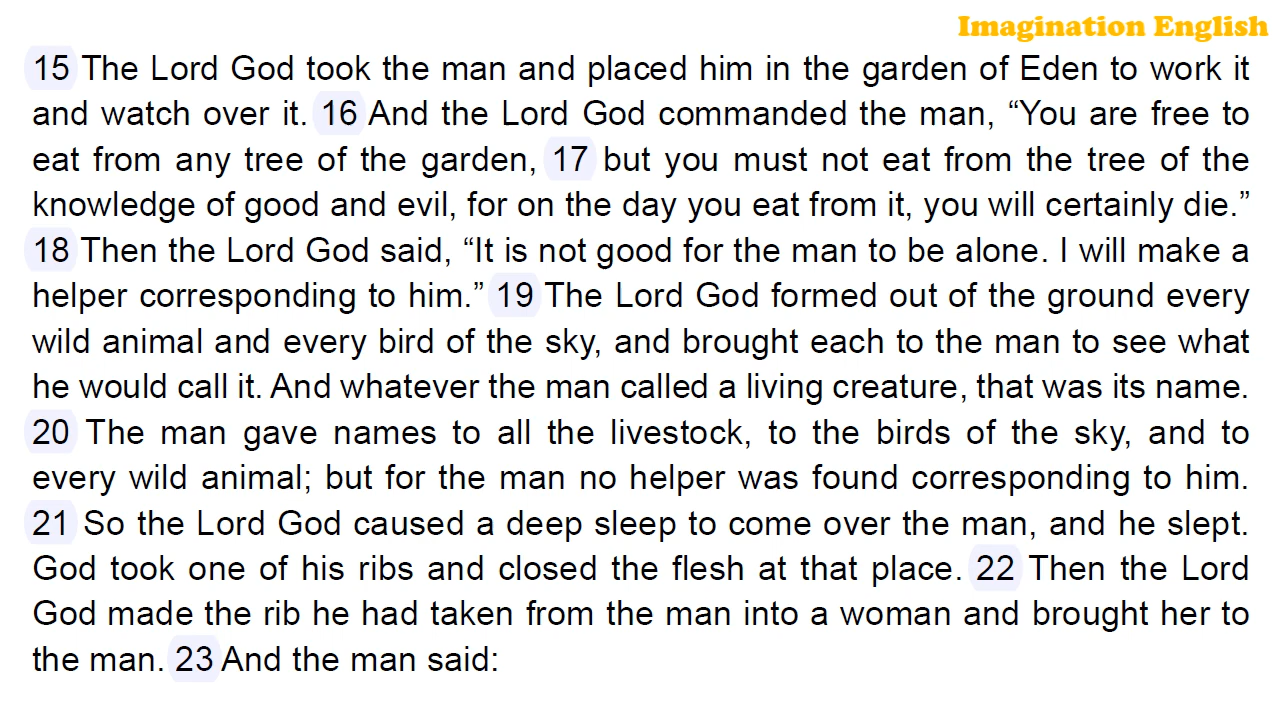 Imagination English
15 The Lord God took the man and placed him in the garden of Eden to work it
and watch over it. 16 And the Lord God commanded the man, “You are free to
eat from any tree of the garden, 17 but you must not eat from the tree of the
knowledge of good and evil, for on the day you eat from it, you will certainly die.”
18 Then the Lord God said, “It is not good for the man to be alone. I will make a
helper corresponding to him.” 19 The Lord God formed out of the ground every
wild animal and every bird of the sky, and brought each to the man to see what
he would call it. And whatever the man called a living creature, that was its name.
20 The man gave names to all the livestock, to the birds of the sky, and to
every wild animal; but for the man no helper was found corresponding to him.
21 So the Lord God caused a deep sleep to come over the man, and he slept.
God took one of his ribs and closed the flesh at that place. 22 Then the Lord
God made the rib he had taken from the man into a woman and brought her to
the man. 23 And the man said: